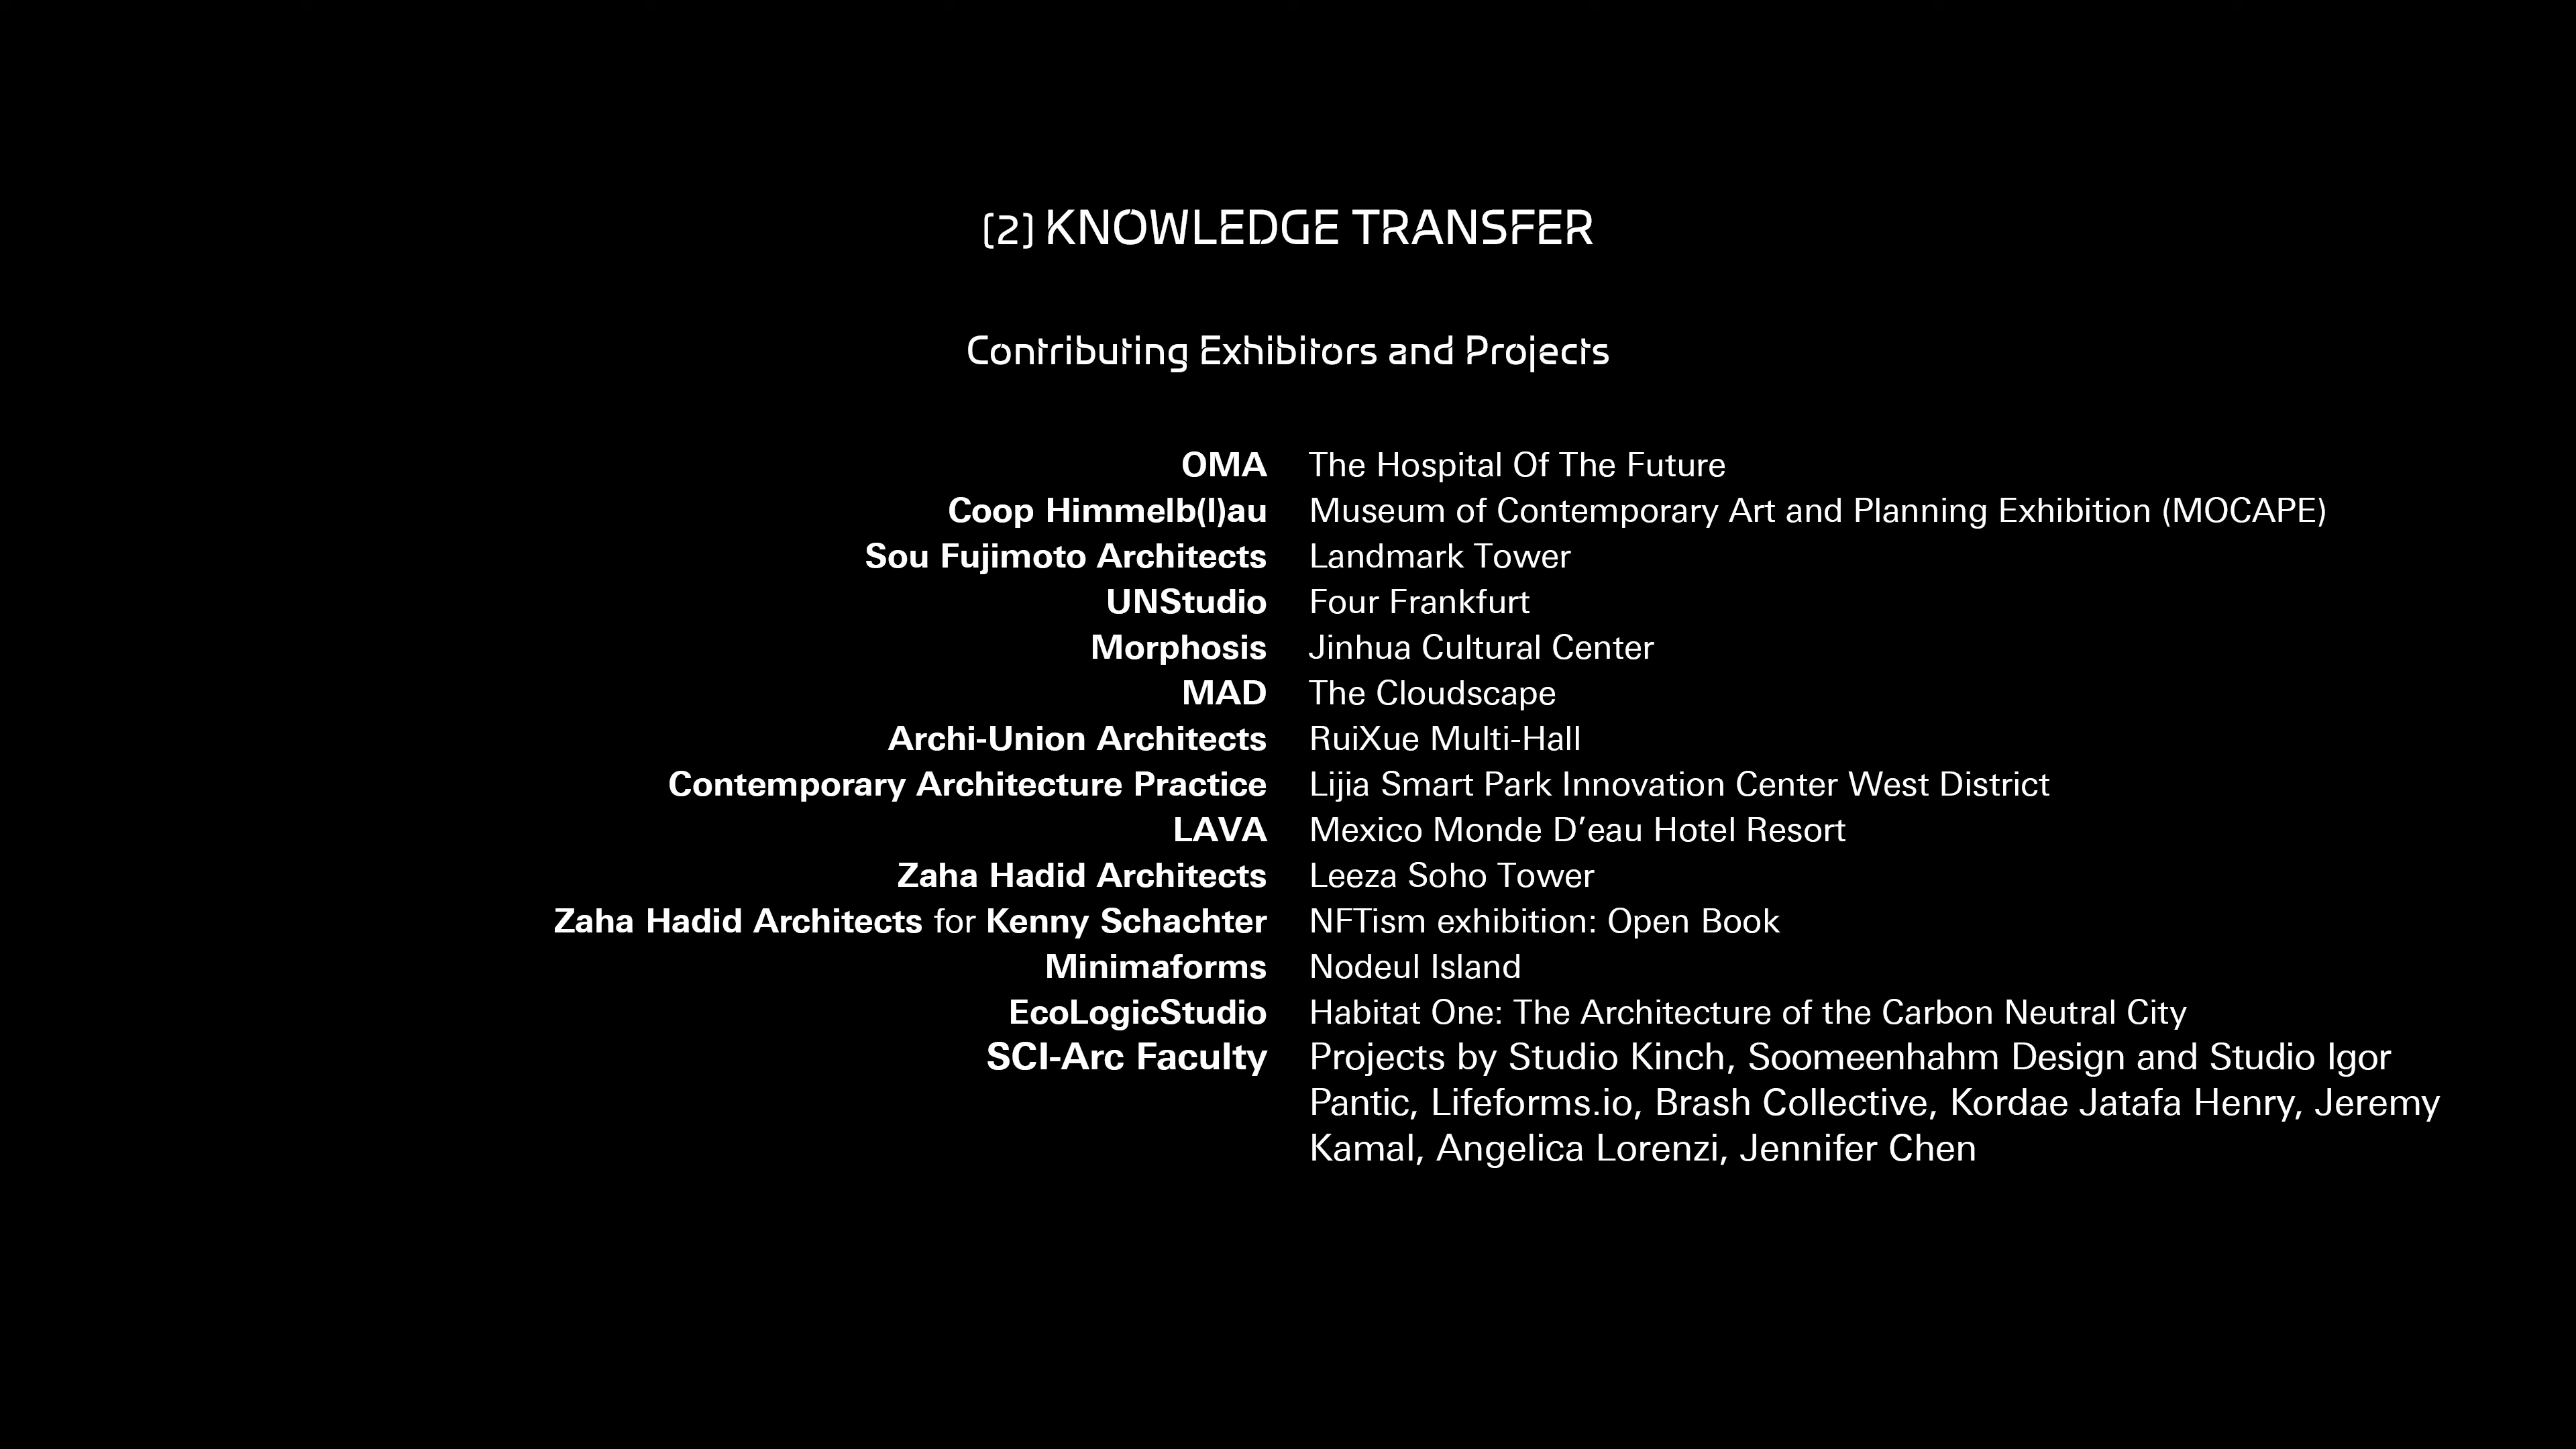 (2) KNOWLEDGE TRANSFER
Contributing Exhibitors and Projects
OMA The Hospital Of The Future
Coop Himmelb(l)au Museum of Contemporary Art and Planning Exhibition (MOCAPE)
Sou Fujimoto Architects Landmark Tower
UNStudio Four Frankfurt
Morphosis Jinhua Cultural Center
MAD The Cloudscape
Archi-Union Architects RuiXue Multi-Hall
Contemporary Architecture Practice Lijia Smart Park Innovation Center West District
LAVA Mexico Monde D’eau Hotel Resort
Zaha Hadid Architects Leeza Soho Tower
Zaha Hadid Architects for Kenny Schachter NFTism exhibition: Open Book
Minimaforms Nodeul Island
EcoLogicStudio Habitat One: The Architecture of the Carbon Neutral City
SCI-Arc Faculty Projects by Studio Kinch, Soomeenhahm Design and Studio Igor
Pantic, Lifeforms.io, Brash Collective, Kordae Jatafa Henry, Jeremy
Kamal, Angelica Lorenzi, Jennifer Chen